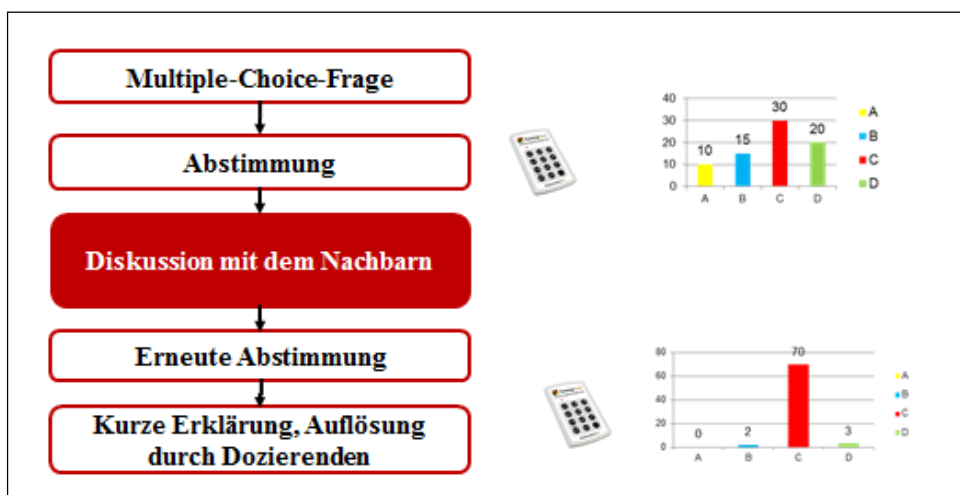 Multiple-Choice-Frage
Abstimmung
Diskussion mit dem Nachbarn
Erneute Abstimmung
Kurze Erklärung, Auflösung
durch Dozierenden
40
30
20
10
0
10
15
30
20
A
B
C
D
A
B
C
D
80
60
40
20
0
0
2
70
3
A
B
C
D
A
B
C
D